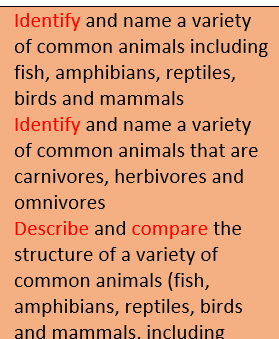 Identify and name a variety
of common animals including
fish, amphibians, reptiles,
birds and mammals
Identify and name a variety
of common animals that are
carnivores, herbivores and
omnivores
Describe and compare the
structure of a variety of
common animals (fish,
amphibians, reptiles, birds
and mammals, including